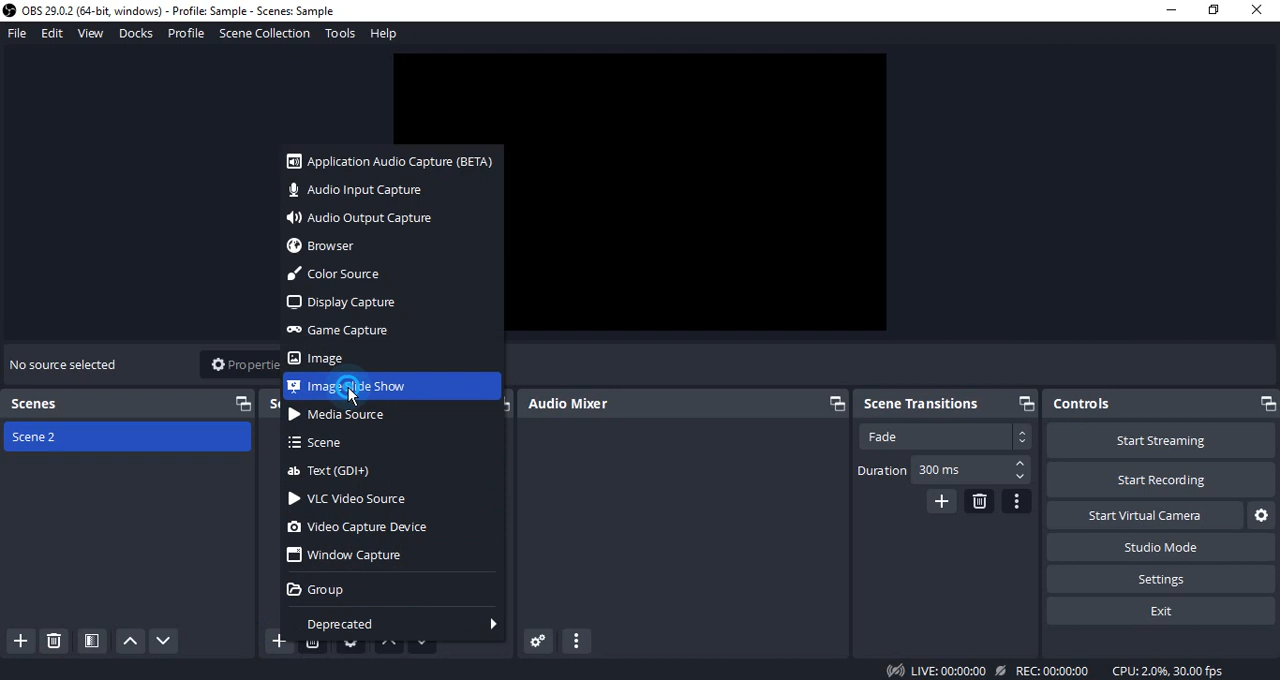 OBS 29.0.2 (64-bit, windows) - Profile: Sample - Scenes: Sample
File Edit View Docks Profile Scene Collection Tools Help
Application Audio Capture (BETA)
Audio Input Capture
Audio Output Capture
Browser
Color Source
Display Capture
Game Capture
Image
Image Slide Show
Media Source
Scene
Text (GDI+)
VLC Video Source
Video Capture Device
Window Capture
Group
Deprecated
No source selected
Scenes
Scene 2
Audio Mixer
Scene Transitions
Fade
Duration 300 ms
Controls
Start Streaming
Start Recording
Start Virtual Camera
Studio Mode
Settings
Exit
LIVE: 00:00:00 REC: 00:00:00 CPU: 2.0%, 30.00 fps